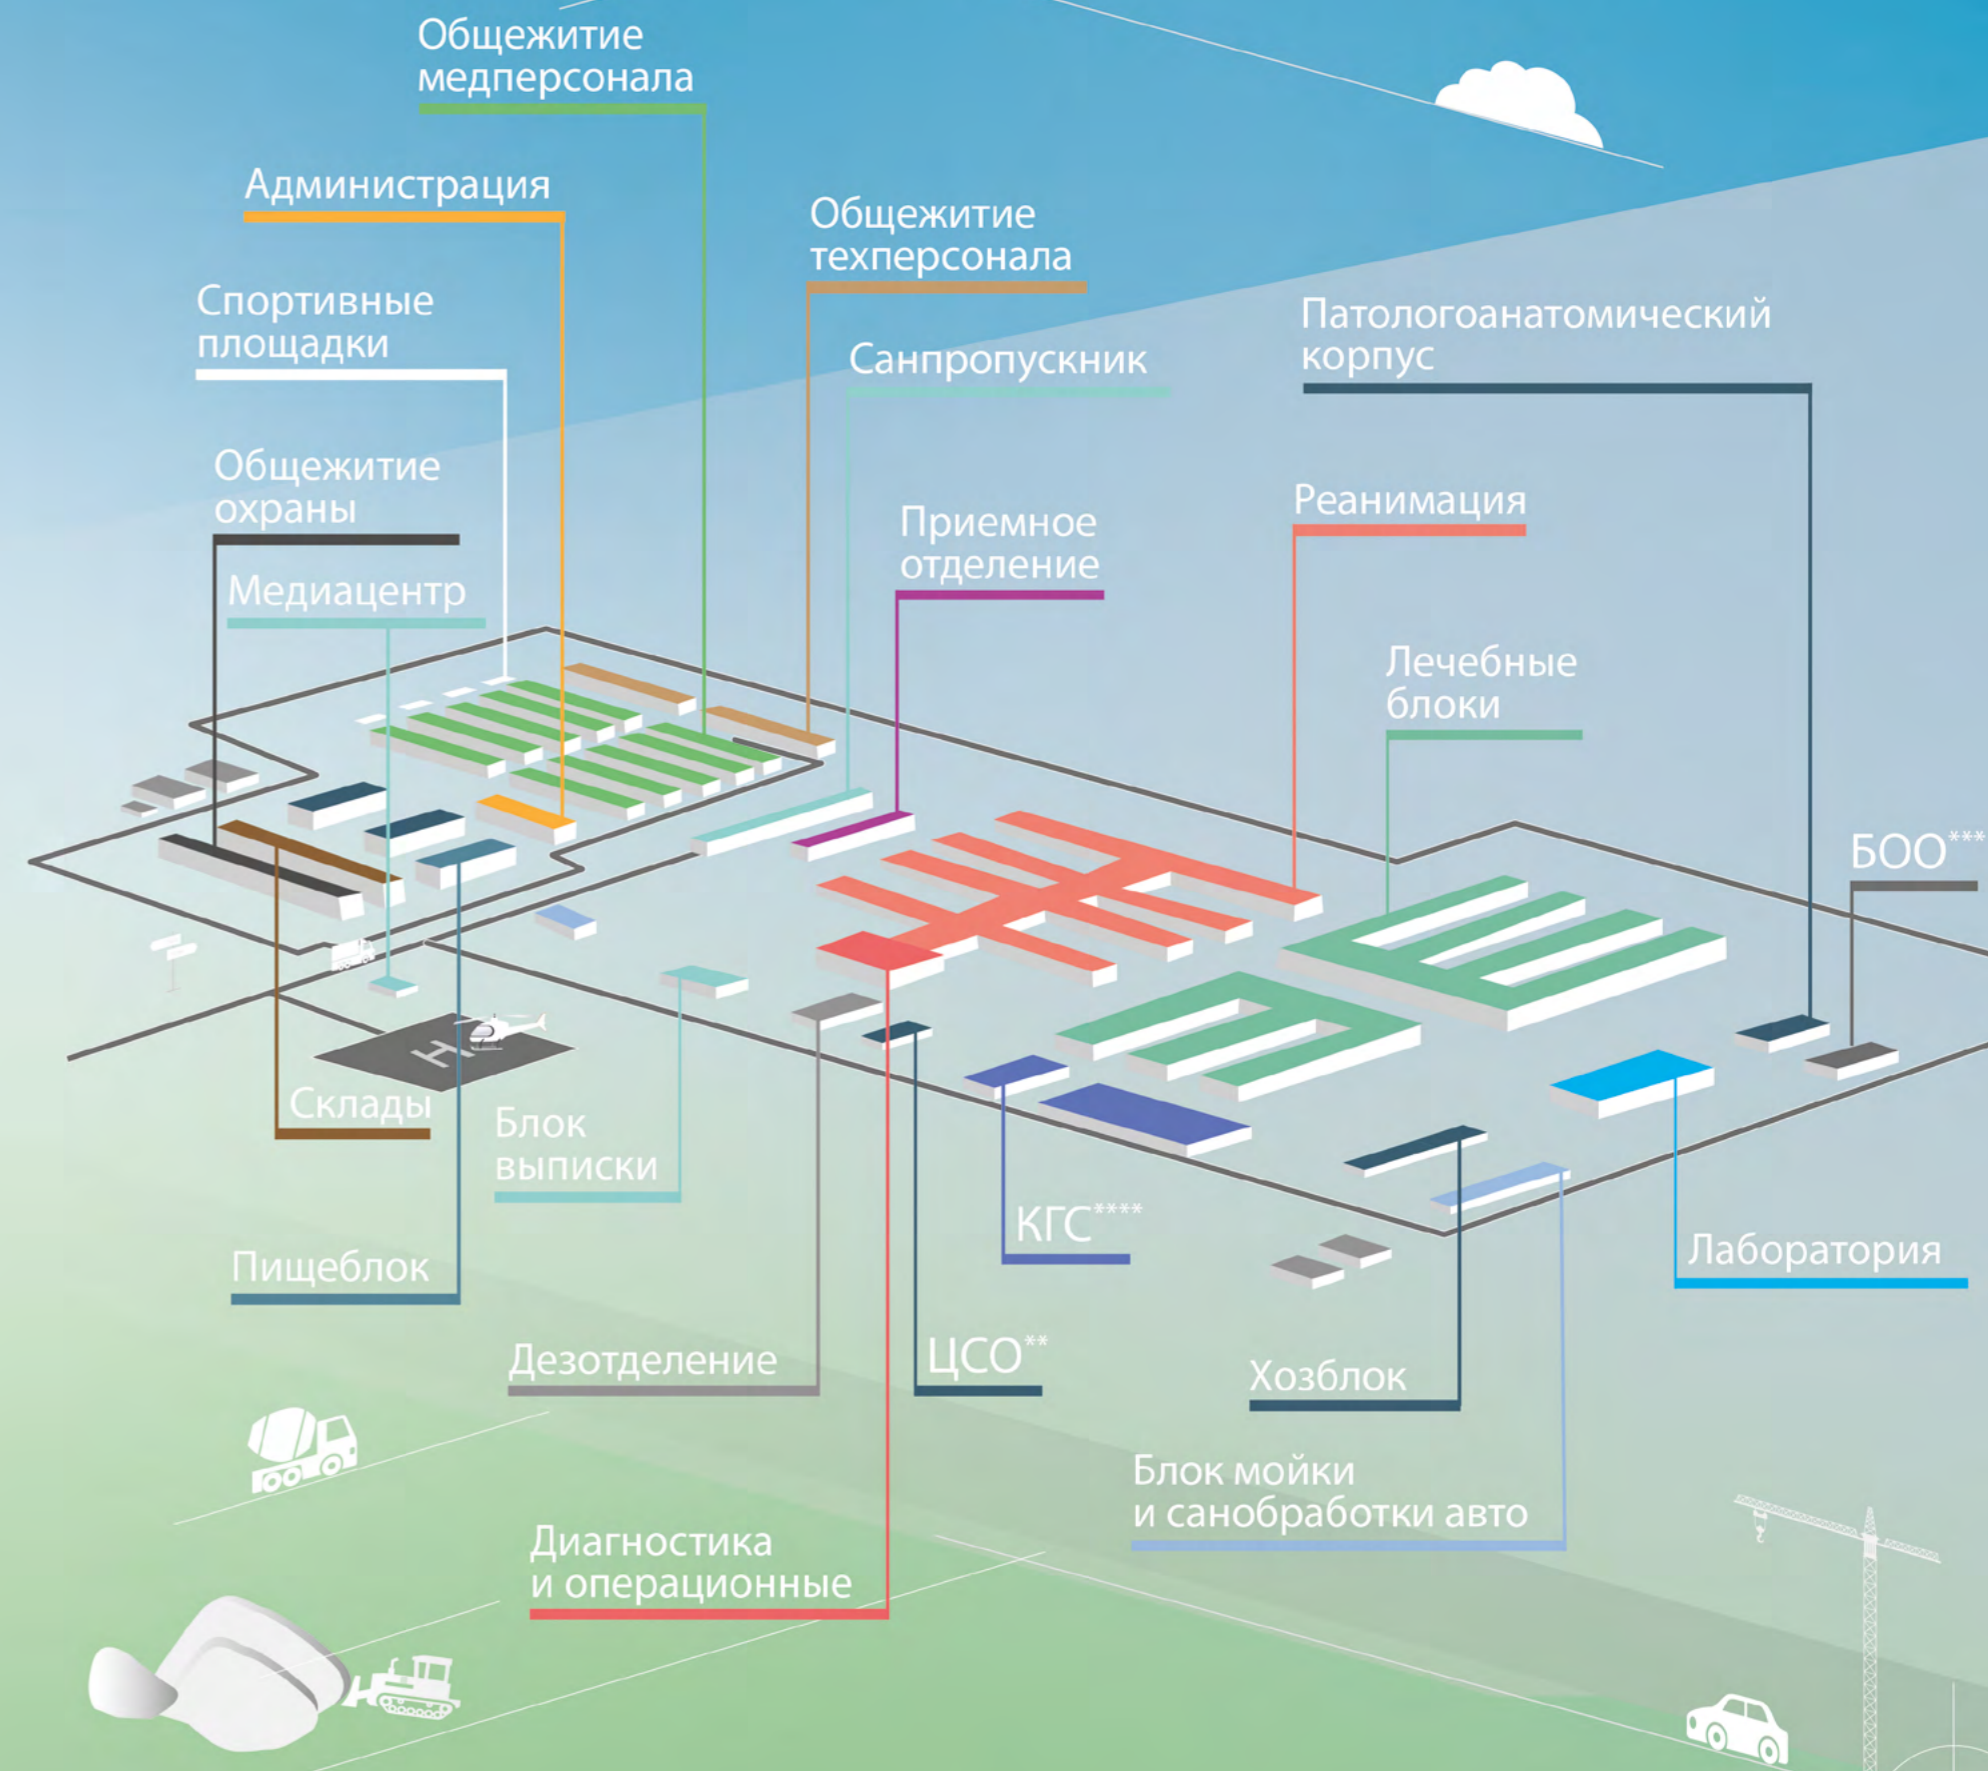 Общежитие
медперсонала
Администрация
Общежитие
техперсонала
Спортивные
площадки
Патологоанатомический
корпус
Санпропускник
Общежитие
охраны
Реанимация
Приемное
отделение
Медиацентр
Лечебные
блоки
БОО***
H
Склады
Блок
выписки
КГС****
Лаборатория
Пищеблок
Дезотделение
ЦСО**
Хозблок
Блок мойки
и санобработки авто
Диагностика
и операционные